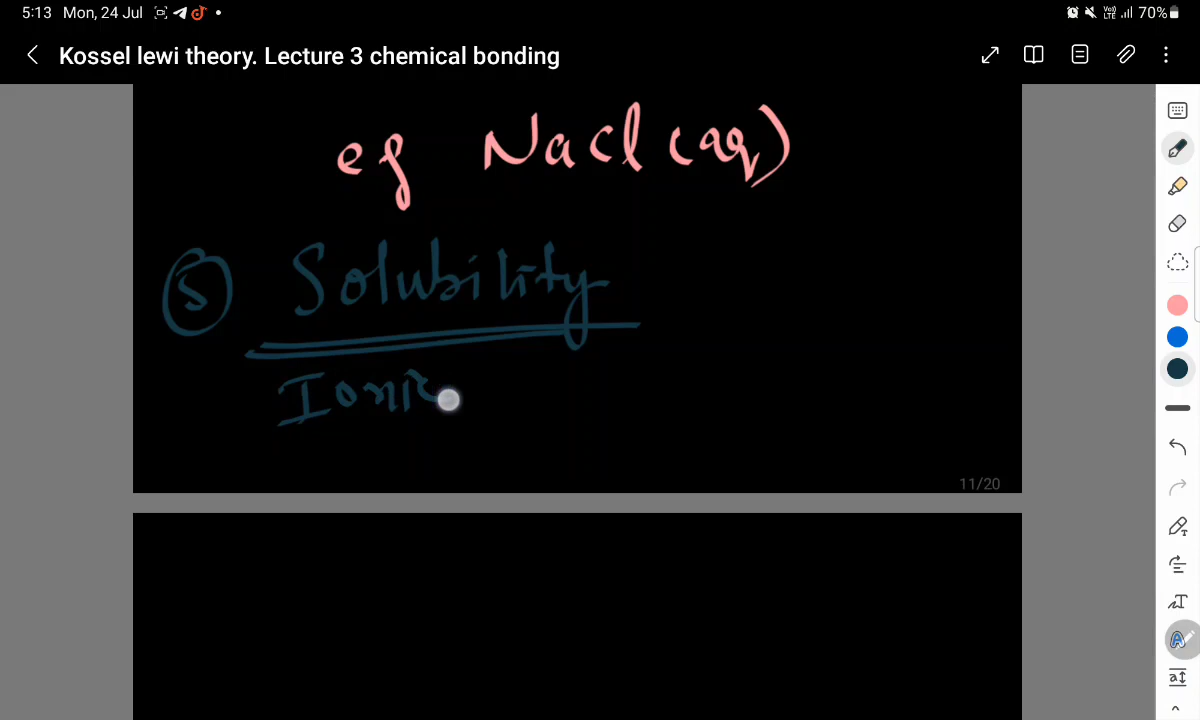 5:13 Mon, 24 Jul 70%
Kossel lewi theory. Lecture 3 chemical bonding
eg Nacl (aq)
5 Solubility
Ionic
11/20